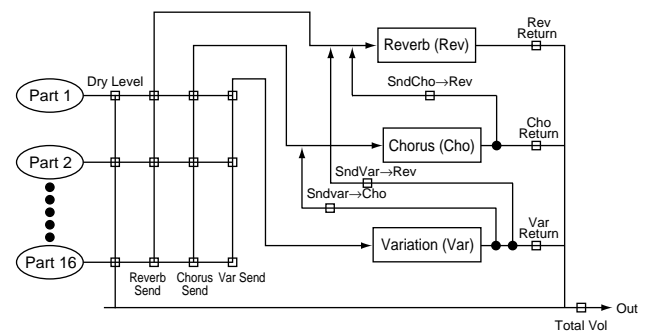 Rev
Return
Reverb (Rev)
Dry Level
SndCho→Rev
Part 1
Cho
Return
Chorus (Cho)
Part 2
SndVar→Rev
Sndvar→Cho
Var
Return
Variation (Var)
Part 16
Reverb
Send
Chorus
Send
Var Send
Out
Total Vol